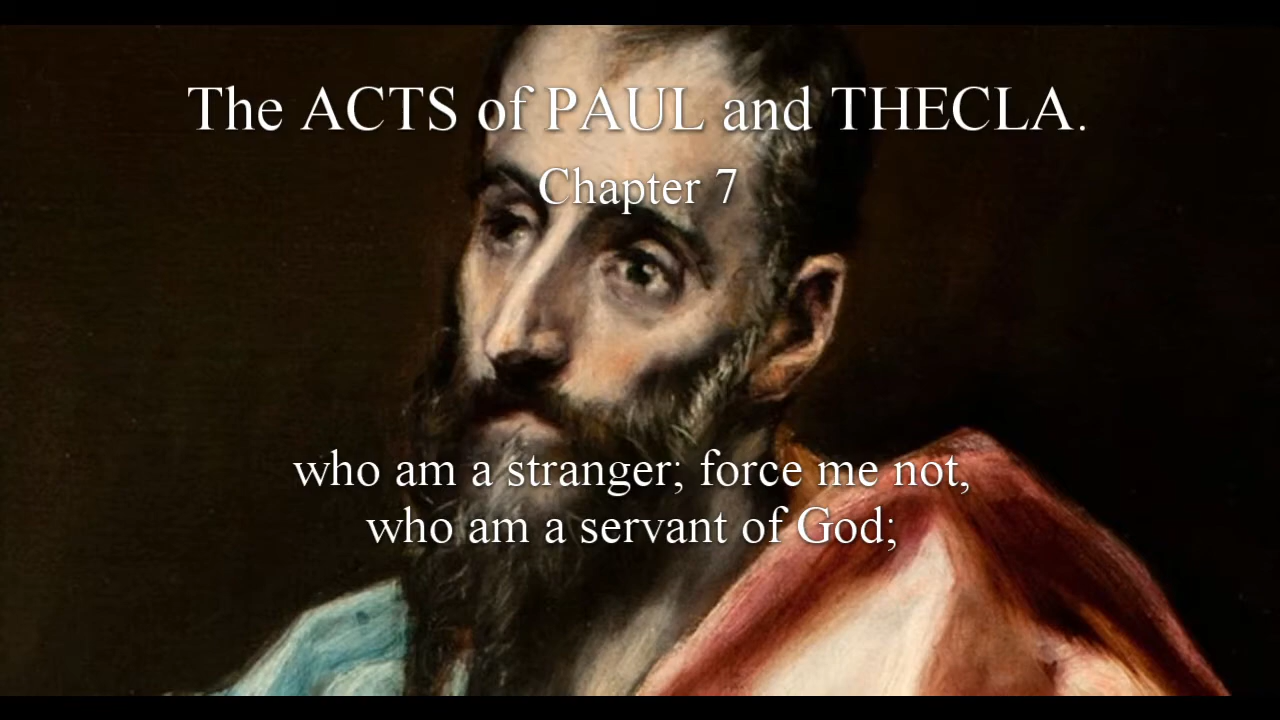 The ACTS of PAUL and THECLA.
Chapter 7
who am a stranger; force me not,
who am a servant of God;